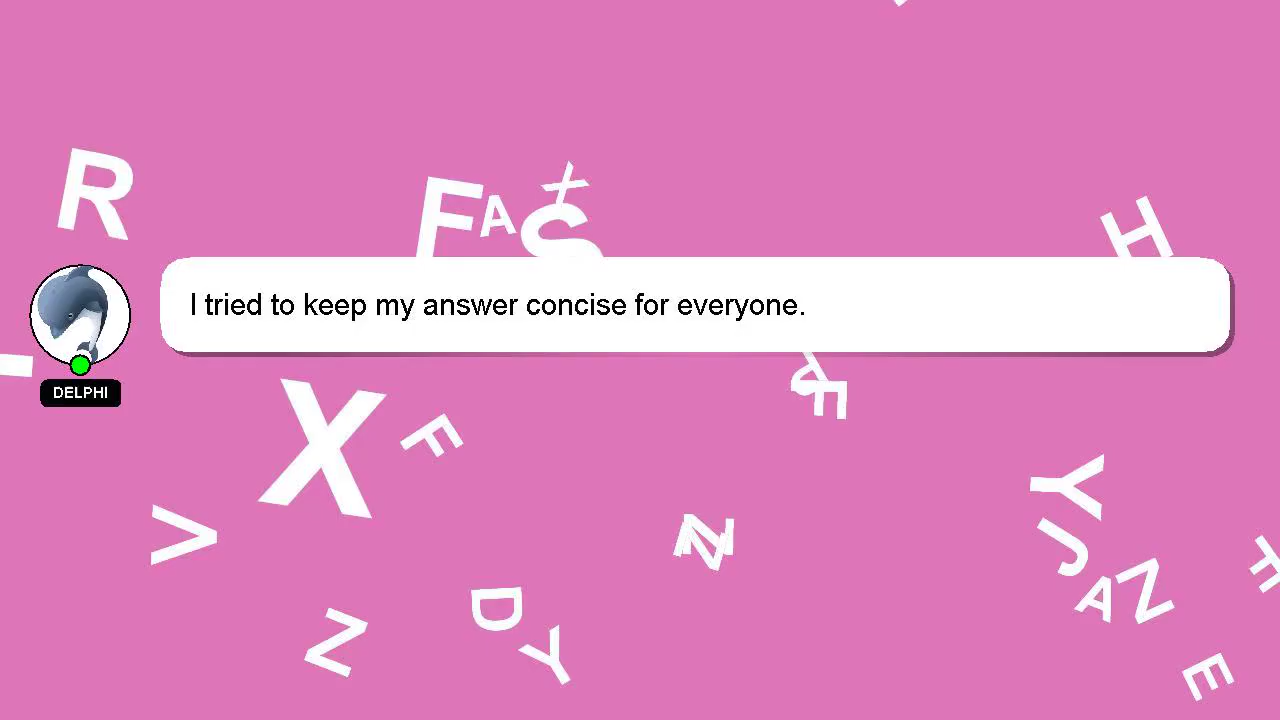 I tried to keep my answer concise for everyone.
DELPHI
R
F A S X
H
X F
F
Y
J
A Z
N
D
Y
Z
E